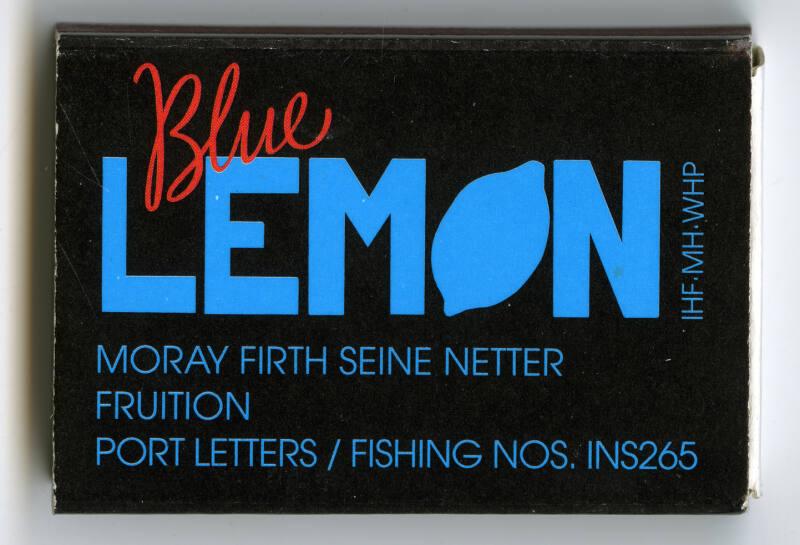 Blue
LEMON
IHF·MH·WHP
MORAY FIRTH SEINE NETTER
FRUITION
PORT LETTERS / FISHING NOS. INS265